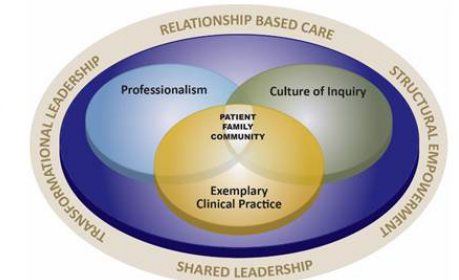 RELATIONSHIP BASED CARE
TRANSFORMATIONAL LEADERSHIP
STRUCTURAL EMPOWERMENT
Professionalism
Culture of Inquiry
PATIENT
FAMILY
COMMUNITY
Exemplary
Clinical Practice
SHARED LEADERSHIP